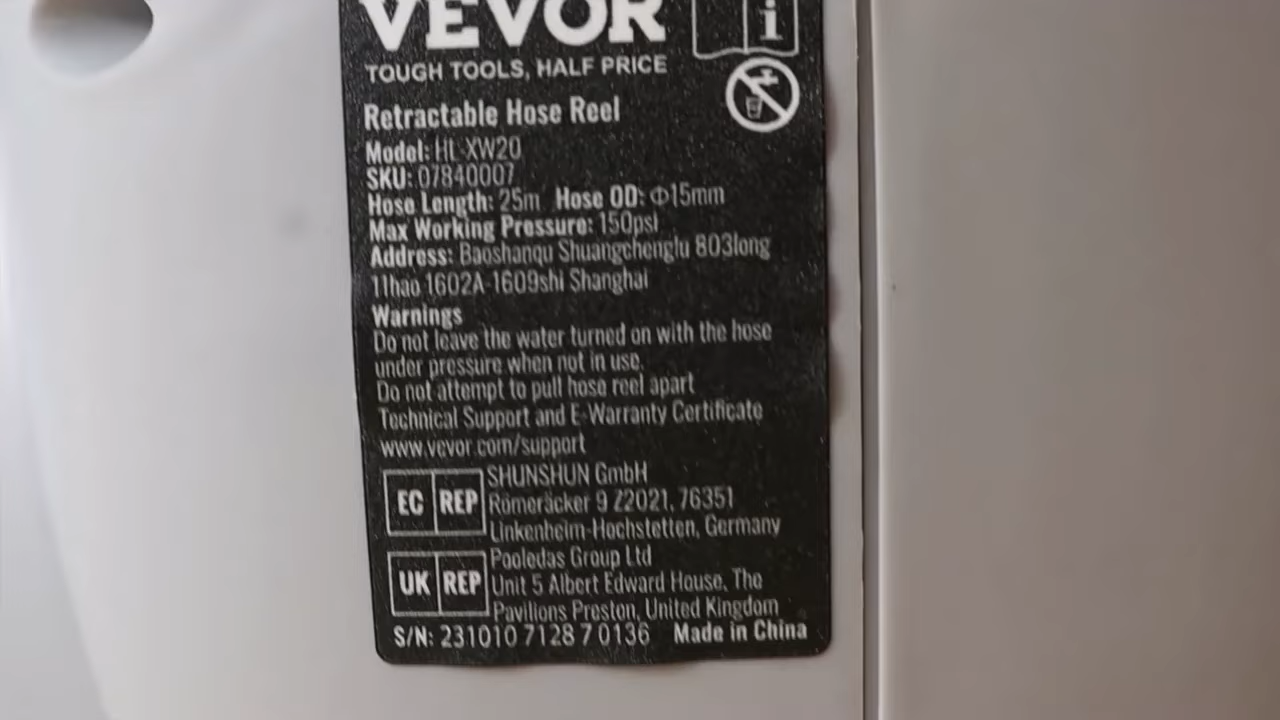 VEVOR
i
TOUGH TOOLS, HALF PRICE
Retractable Hose Reel
Model: HL-XW20
SKU: 07840007
Hose Length: 25m Hose OD: Φ15mm
Max Working Pressure: 150psi
Address: Baoshanqu Shuangchenglu 803long
11hao 1602A-1609shi Shanghai
Warnings
Do not leave the water turned on with the hose
under pressure when not in use.
Do not attempt to pull hose reel apart
Technical Support and E-Warranty Certificate
www.vevor.com/support
EC REP
SHUNSHUN GmbH
Römeräcker 9 Z2021, 76351
Linkenheim-Hochstetten, Germany
UK REP
Pooledas Group Ltd
Unit 5 Albert Edward House, The
Pavilions Preston, United Kingdom
S/N: 231010 7128 7 0136 Made in China